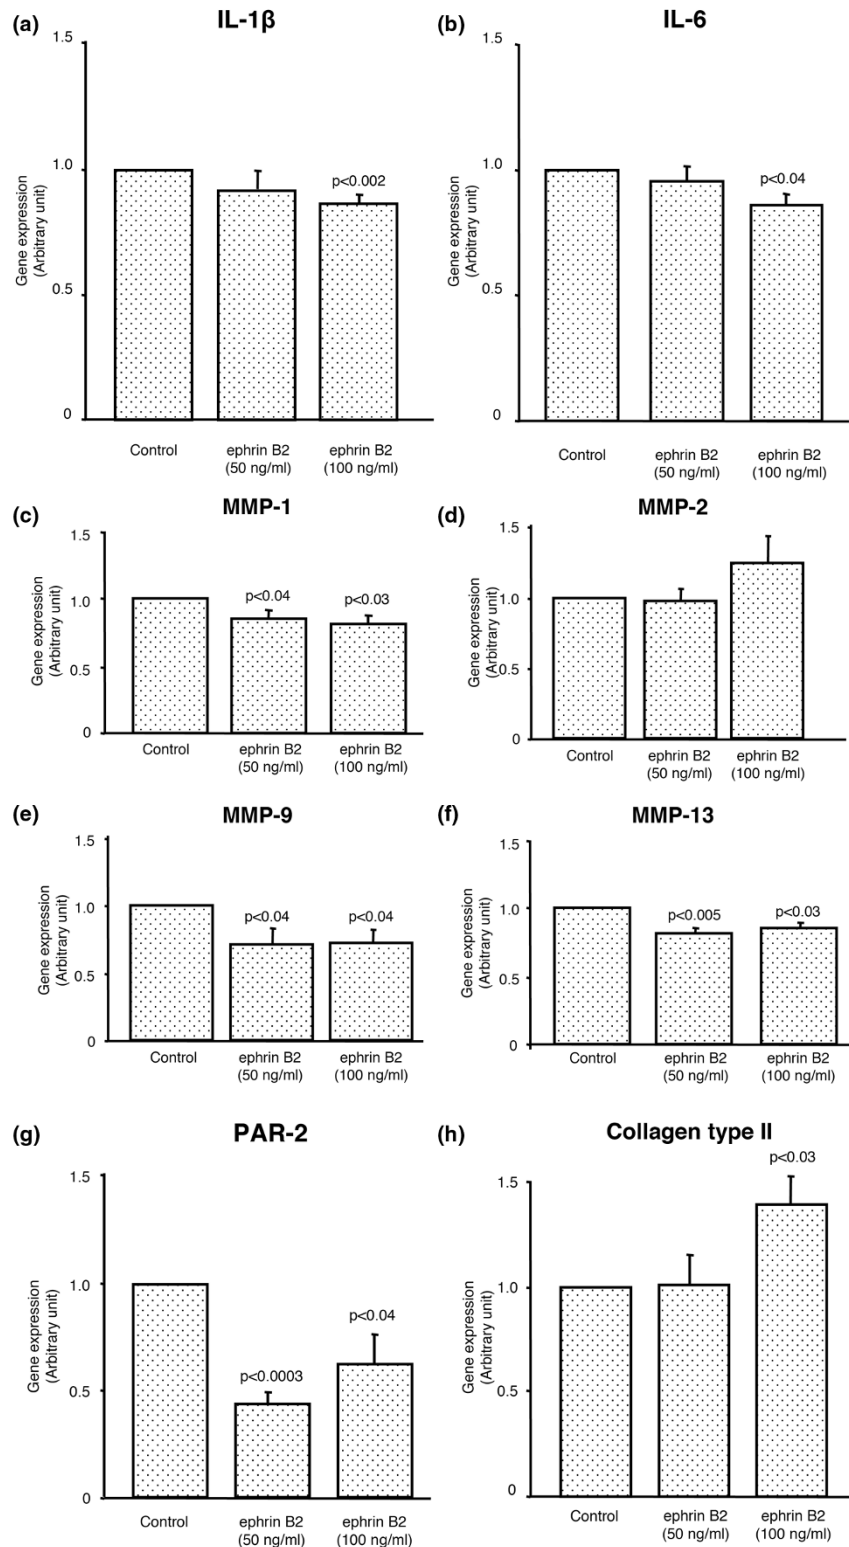 (a)
IL-1β
1.5
1.0
0.5
0
Gene expression
(Arbitrary unit)
p<0.002
Control
ephrin B2
(50 ng/ml)
ephrin B2
(100 ng/ml)
(b)
IL-6
1.5
1.0
0.5
0
Gene expression
(Arbitrary unit)
p<0.04
Control
ephrin B2
(50 ng/ml)
ephrin B2
(100 ng/ml)
(c)
MMP-1
1.5
1.0
0.5
0
Gene expression
(Arbitrary unit)
p<0.04
p<0.03
Control
ephrin B2
(50 ng/ml)
ephrin B2
(100 ng/ml)
(d)
MMP-2
1.5
1.0
0.5
0
Gene expression
(Arbitrary unit)
Control
ephrin B2
(50 ng/ml)
ephrin B2
(100 ng/ml)
(e)
MMP-9
1.5
1.0
0.5
0
Gene expression
(Arbitrary unit)
p<0.04
p<0.04
Control
ephrin B2
(50 ng/ml)
ephrin B2
(100 ng/ml)
(f)
MMP-13
1.5
1.0
0.5
0
Gene expression
(Arbitrary unit)
p<0.005
p<0.03
Control
ephrin B2
(50 ng/ml)
ephrin B2
(100 ng/ml)
(g)
PAR-2
1.5
1.0
0.5
0
Gene expression
(Arbitrary unit)
p<0.0003
p<0.04
Control
ephrin B2
(50 ng/ml)
ephrin B2
(100 ng/ml)
(h)
Collagen type II
1.5
1.0
0.5
0
Gene expression
(Arbitrary unit)
p<0.03
Control
ephrin B2
(50 ng/ml)
ephrin B2
(100 ng/ml)